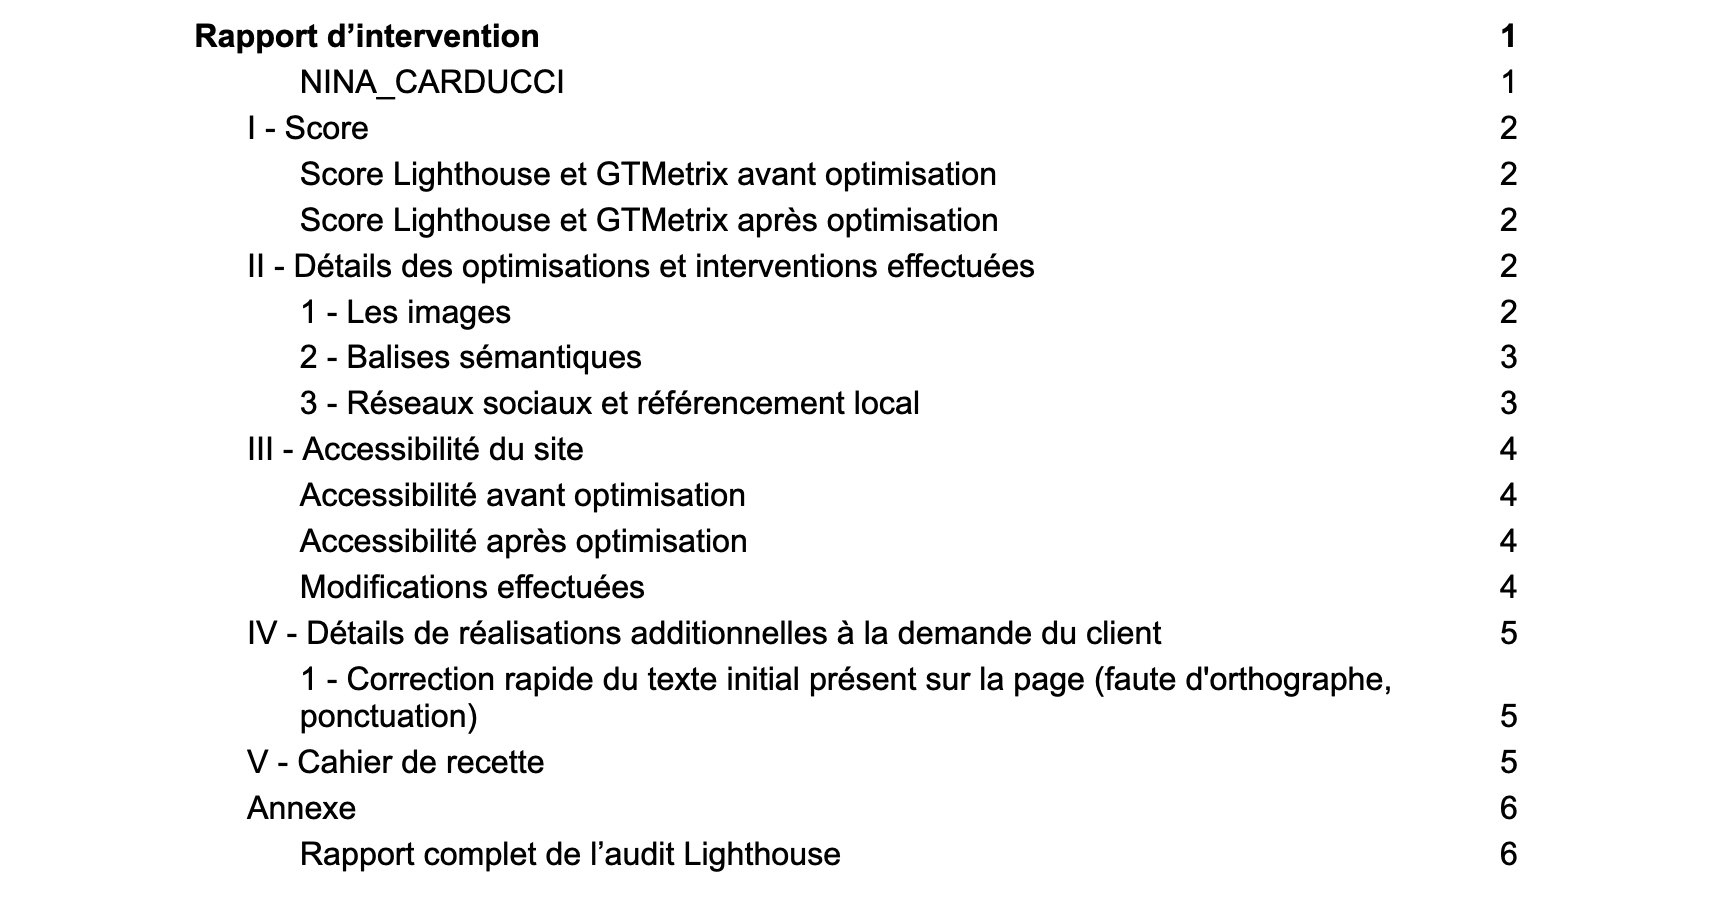 Rapport d’intervention 1
NINA_CARDUCCI 1
I - Score 2
Score Lighthouse et GTMetrix avant optimisation 2
Score Lighthouse et GTMetrix après optimisation 2
II - Détails des optimisations et interventions effectuées 2
1 - Les images 2
2 - Balises sémantiques 3
3 - Réseaux sociaux et référencement local 3
III - Accessibilité du site 4
Accessibilité avant optimisation 4
Accessibilité après optimisation 4
Modifications effectuées 4
IV - Détails de réalisations additionnelles à la demande du client 5
1 - Correction rapide du texte initial présent sur la page (faute d'orthographe,
ponctuation) 5
V - Cahier de recette 5
Annexe 6
Rapport complet de l’audit Lighthouse 6